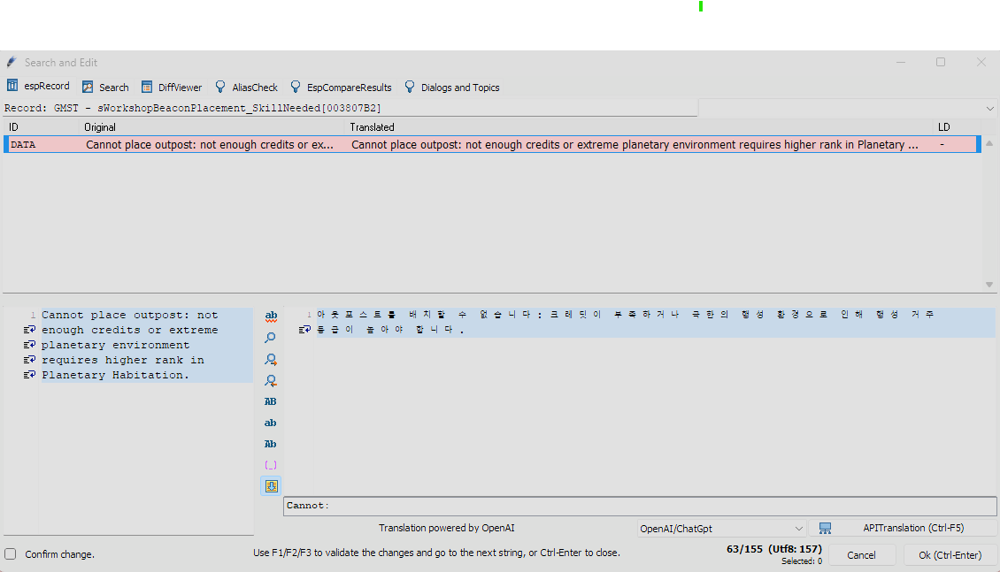 Search and Edit
espRecord Search DiffViewer AliasCheck EspCompareResults Dialogs and Topics
Record: GMST - sWorkshopBeaconPlacement_SkillNeeded[003807B2]
ID Original Translated LD
DATA Cannot place outpost: not enough credits or ex... Cannot place outpost: not enough credits or extreme planetary environment requires higher rank in Planetary ... -
1 Cannot place outpost: not
enough credits or extreme
planetary environment
requires higher rank in
Planetary Habitation.
ab
AB
ab
Ab
(_)
1 아웃포스트를 배치할 수 없습니다: 크레딧이 부족하거나 극한의 행성 환경으로 인해 행성 거주
등급이 높아야 합니다.
Cannot:
Translation powered by OpenAI OpenAI/ChatGpt APITranslation (Ctrl-F5)
Confirm change. Use F1/F2/F3 to validate the changes and go to the next string, or Ctrl-Enter to close. 63/155 (Utf8: 157)
Selected: 0
Cancel Ok (Ctrl-Enter)